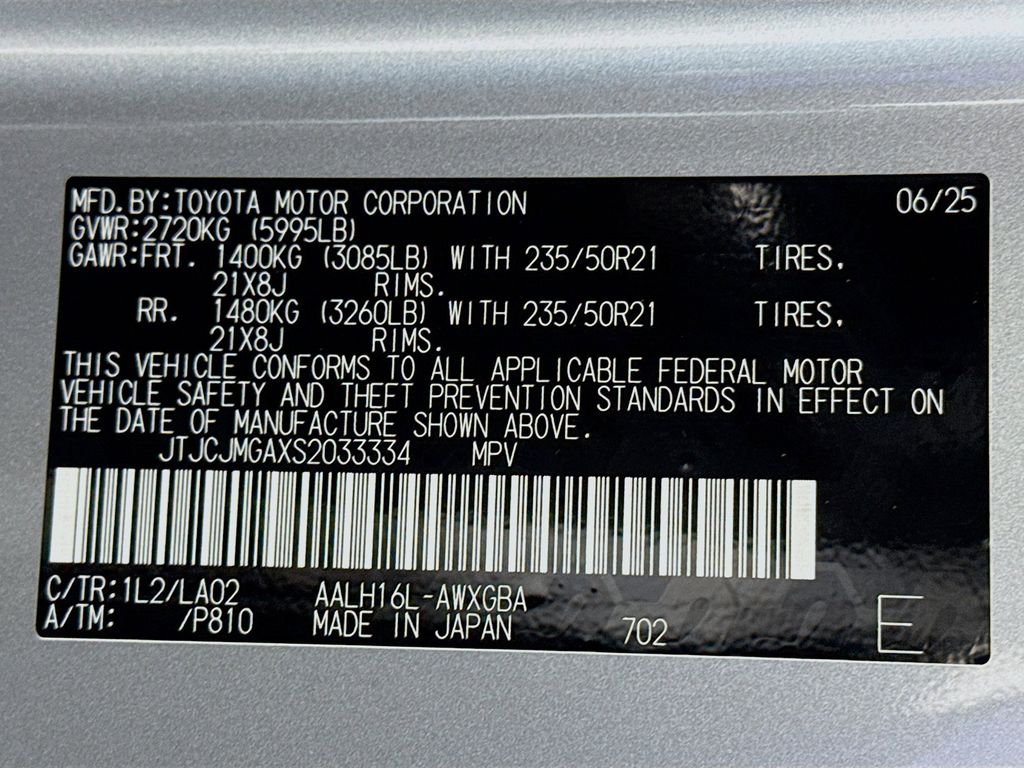 MFD.BY:TOYOTA MOTOR CORPORATION 06/25
GVWR:2720KG (5995LB)
GAWR:FRT. 1400KG (3085LB) WITH 235/50R21 TIRES.
21X8J RIMS.
RR. 1480KG (3260LB) WITH 235/50R21 TIRES.
21X8J RIMS.
THIS VEHICLE CONFORMS TO ALL APPLICABLE FEDERAL MOTOR
VEHICLE SAFETY AND THEFT PREVENTION STANDARDS IN EFFECT ON
THE DATE OF MANUFACTURE SHOWN ABOVE.
JTJCJMGAXS2033334 MPV
C/TR:1L2/LA02 AALH16L-AWXGBA
A/TM: /P810 MADE IN JAPAN 702 E